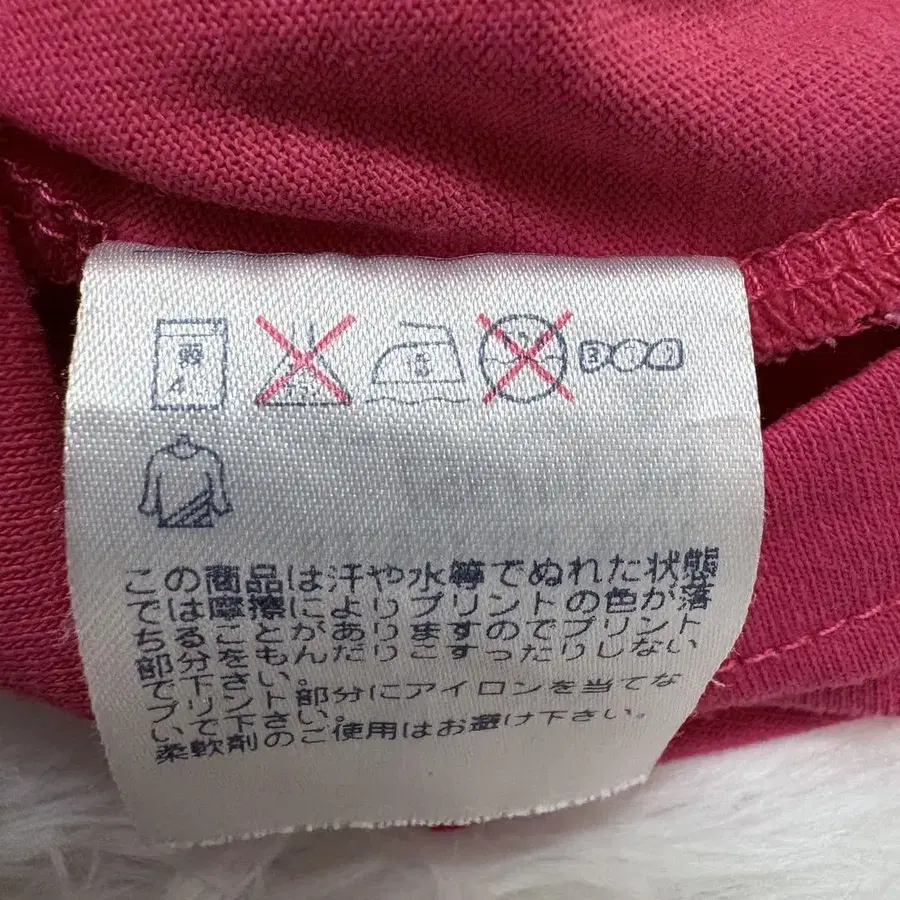 この商品は汗や水等でぬれた状態
では摩擦によりプリントの色が落
ちることがありますのでプリント
部分をもんだりこすったりしない
で下さい。
プリント部分にアイロンを当てな
いで下さい。
柔軟剤のご使用はお避け下さい。